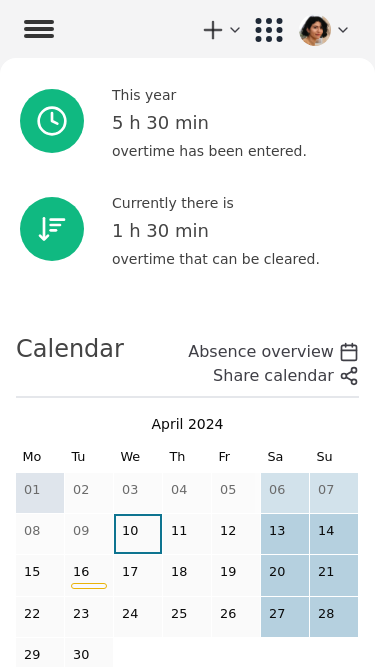 This year
5 h 30 min
overtime has been entered.
Currently there is
1 h 30 min
overtime that can be cleared.
Calendar
Absence overview
Share calendar
April 2024
Mo Tu We Th Fr Sa Su
01 02 03 04 05 06 07
08 09 10 11 12 13 14
15 16 17 18 19 20 21
22 23 24 25 26 27 28
29 30